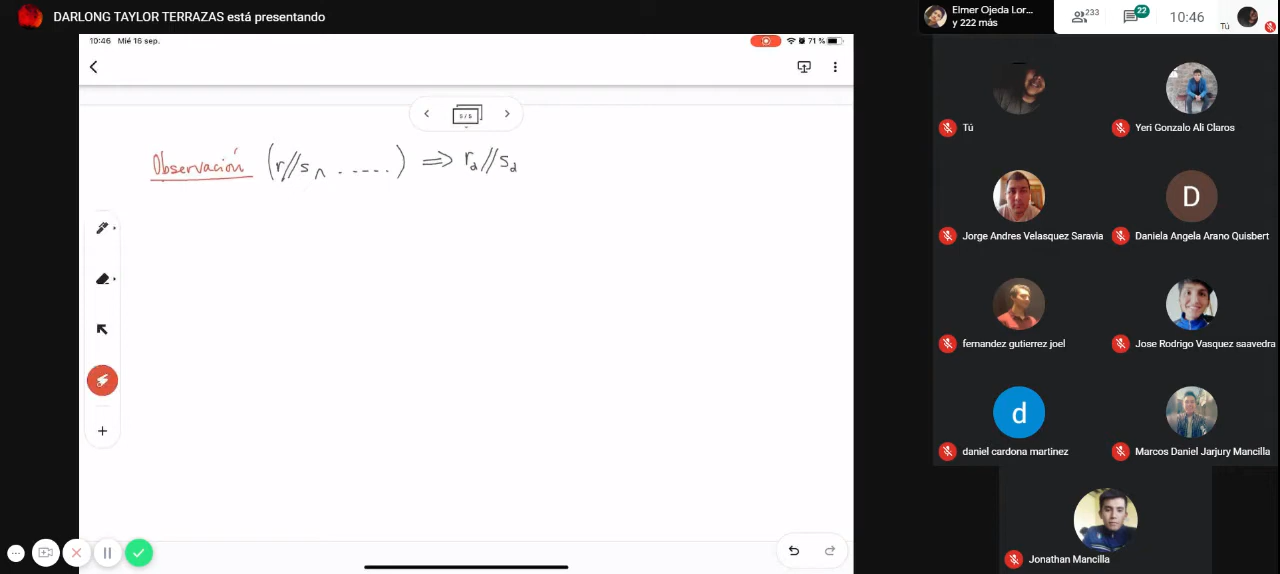 DARLONG TAYLOR TERRAZAS está presentando
Elmer Ojeda Lor...
y 222 más
233
22
10:46
Tú
10:46 Mié 16 sep.
71 %
Observación (r//s ∧ ......) ⟹ r₂//s₂
Tú
Yeri Gonzalo Ali Claros
Jorge Andres Velasquez Saravia
D
Daniela Angela Arano Quisbert
fernandez gutierrez joel
Jose Rodrigo Vasquez saavedra
d
daniel cardona martinez
Marcos Daniel Jarjury Mancilla
Jonathan Mancilla